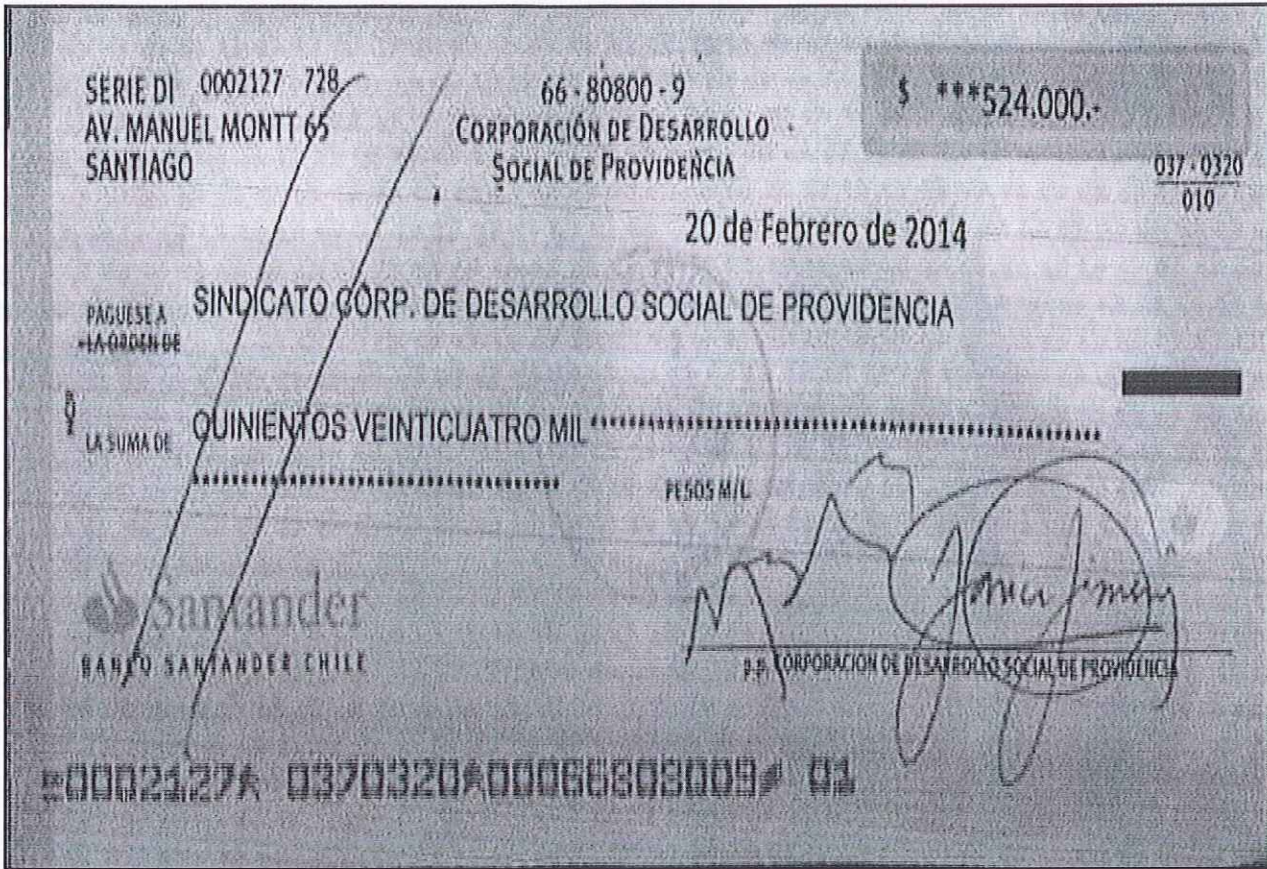 SERIE DI 0002127 728
AV. MANUEL MONTT 65
SANTIAGO
66-80800-9
CORPORACIÓN DE DESARROLLO
SOCIAL DE PROVIDENCIA
$ ***524.000.-
037-0320
010
20 de Febrero de 2014
PAGUESE A
LA ORDEN DE
SINDICATO CORP. DE DESARROLLO SOCIAL DE PROVIDENCIA
LA SUMA DE
QUINIENTOS VEINTICUATRO MIL
PESOS M/L
Santander
BANCO SANTANDER CHILE
p.p. CORPORACION DE DESARROLLO SOCIAL DE PROVIDENCIA
0002127 0370320 00066808009 01